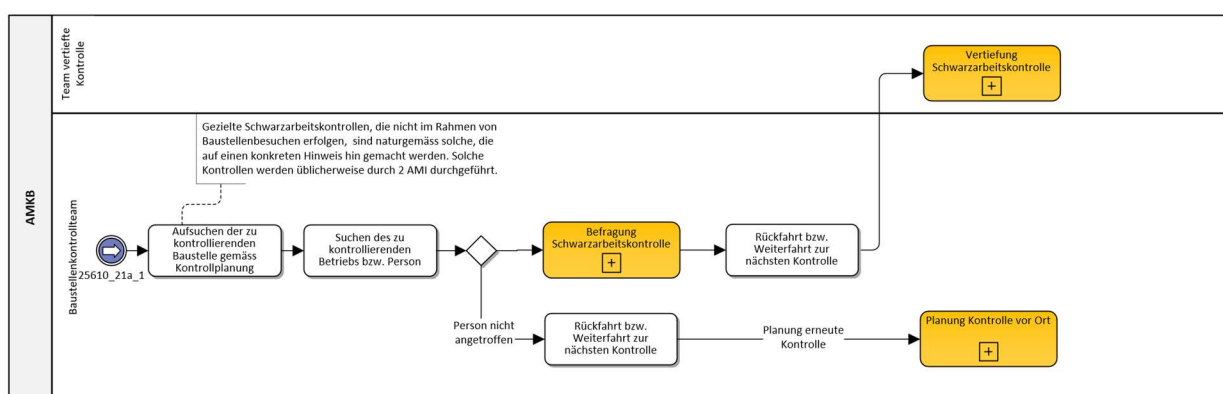 AMKB
Team vertiefte
Kontrolle
Vertiefung
Schwarzarbeitskontrolle
Baustellenkontrollteam
Gezielte Schwarzarbeitskontrollen, die nicht im Rahmen von
Baustellenbesuchen erfolgen, sind naturgemäss solche, die
auf einen konkreten Hinweis hin gemacht werden. Solche
Kontrollen werden üblicherweise durch 2 AMI durchgeführt.
25610_21a_1
Aufsuchen der zu
kontrollierenden
Baustelle gemäss
Kontrollplanung
Suchen des zu
kontrollierenden
Betriebs bzw. Person
Befragung
Schwarzarbeitskontrolle
Rückfahrt bzw.
Weiterfahrt zur
nächsten Kontrolle
Person nicht
angetroffen
Rückfahrt bzw.
Weiterfahrt zur
nächsten Kontrolle
Planung erneute
Kontrolle
Planung Kontrolle vor Ort